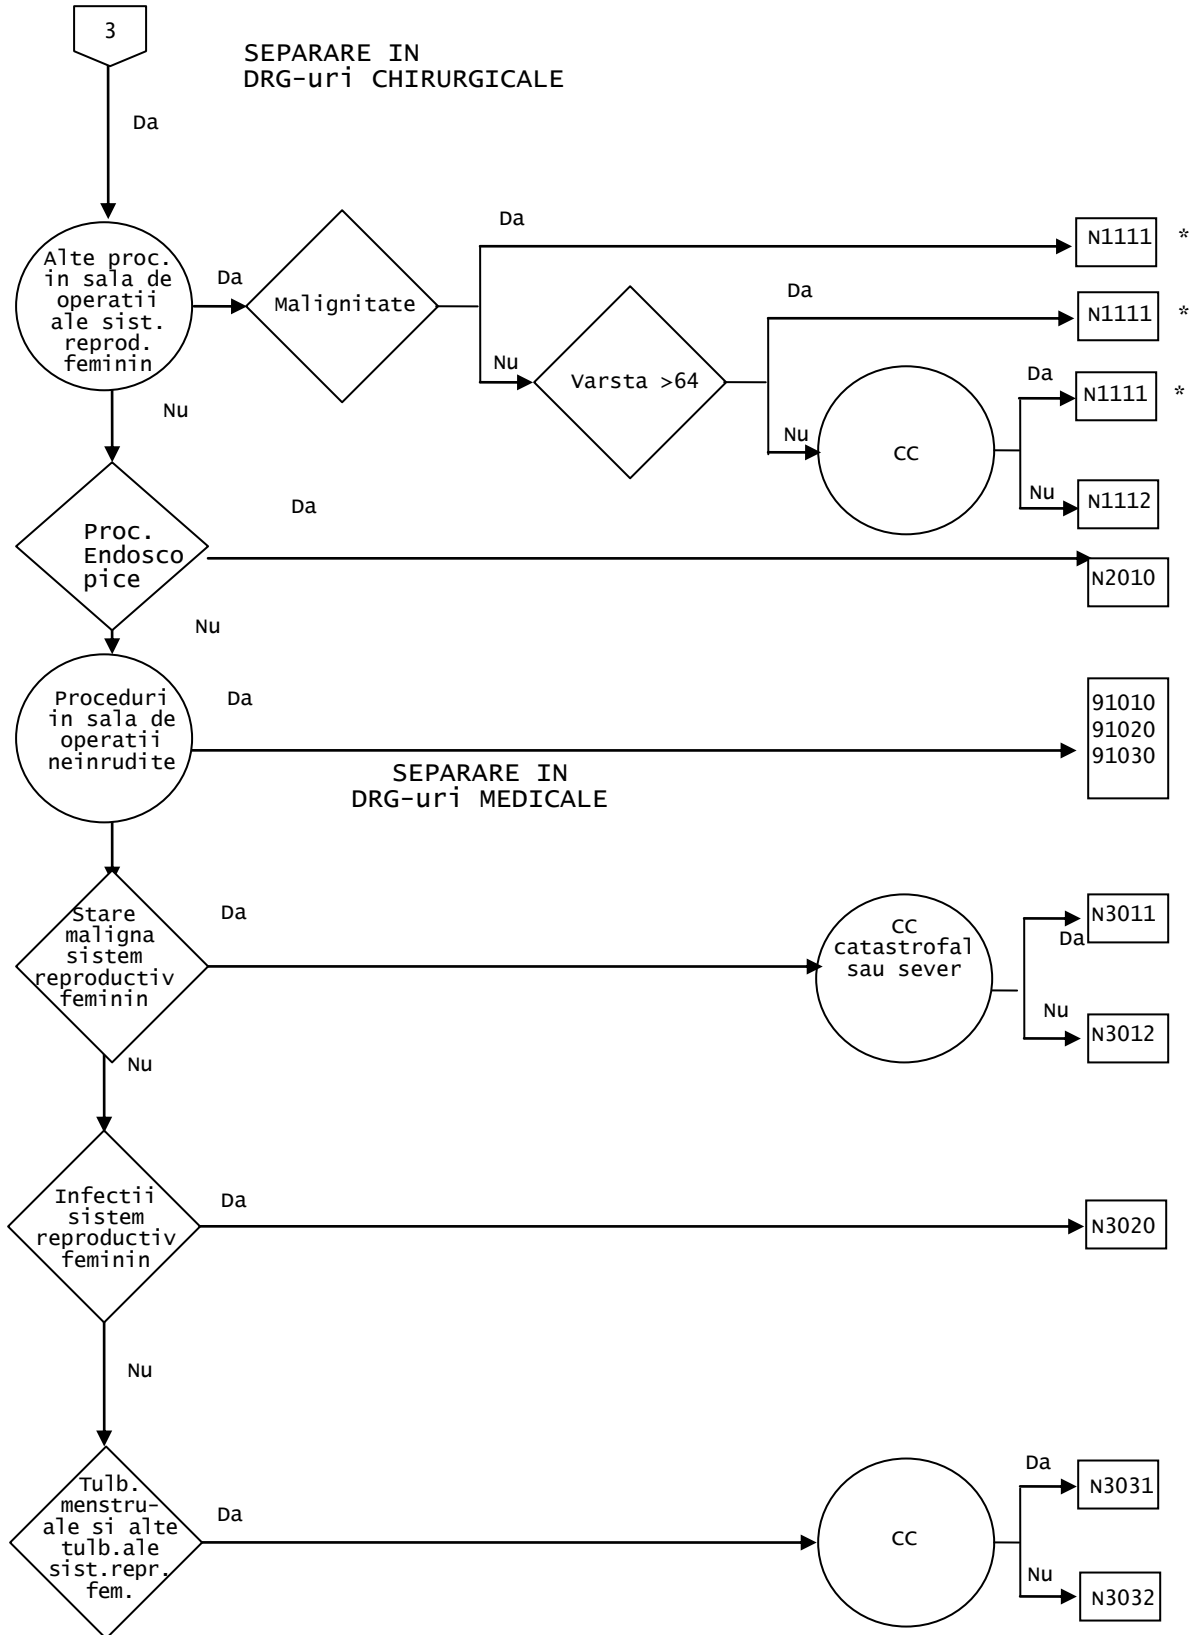 3
SEPARARE IN
DRG-uri CHIRURGICALE
Da
Alte proc.
in sala de
operatii
ale sist.
reprod.
feminin
Da
Malignitate
Da
N1111 *
Nu
Varsta >64
Da
N1111 *
Nu
CC
Da
N1111 *
Nu
N1112
Nu
Proc.
Endosco
pice
Da
N2010
Nu
Proceduri
in sala de
operatii
neinrudite
Da
91010
91020
91030
SEPARARE IN
DRG-uri MEDICALE
Stare
maligna
sistem
reproductiv
feminin
Da
CC
catastrofal
sau sever
Da
N3011
Nu
N3012
Nu
Infectii
sistem
reproductiv
feminin
Da
N3020
Nu
Tulb.
menstru-
ale si alte
tulb.ale
sist.repr.
fem.
Da
CC
Da
N3031
Nu
N3032